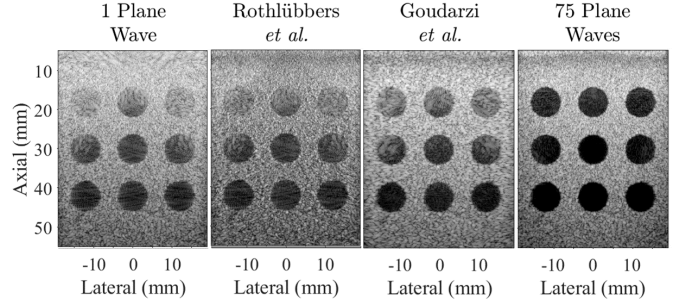 1 Plane Wave
Rothlübbers et al.
Goudarzi et al.
75 Plane Waves
Axial (mm)
10
20
30
40
50
-10 0 10
-10 0 10
-10 0 10
-10 0 10
Lateral (mm)
Lateral (mm)
Lateral (mm)
Lateral (mm)